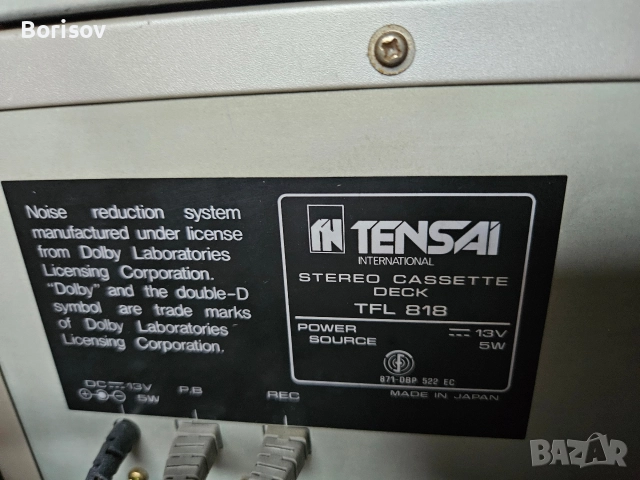 Borisov
Noise reduction system
manufactured under license
from Dolby Laboratories
Licensing Corporation.
"Dolby" and the double-D
symbol are trade marks
of Dolby Laboratories
Licensing Corporation.
TENSAI
INTERNATIONAL
STEREO CASSETTE
DECK
TFL 818
POWER
SOURCE
13V
5W
871-DBP 522 EC
DC 13V
5W
P.B
REC
MADE IN JAPAN
BAZAR